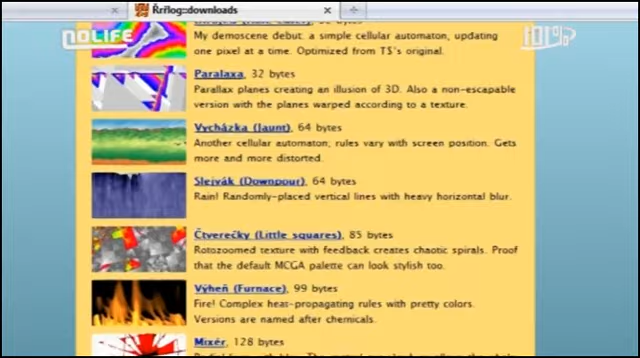 Řrřlog::downloads
NOLIFE
My demoscene debut: a simple cellular automaton, updating
one pixel at a time. Optimized from TS's original.
Paralaxa, 32 bytes
Parallax planes creating an illusion of 3D. Also a non-escapable
version with the planes warped according to a texture.
Vycházka (Jaunt), 64 bytes
Another cellular automaton; rules vary with screen position. Gets
more and more distorted.
Slejvák (Downpour), 64 bytes
Rain! Randomly-placed vertical lines with heavy horizontal blur.
Čtverečky (Little squares), 85 bytes
Rotozoomed texture with feedback creates chaotic spirals. Proof
that the default MCGA palette can look stylish too.
Výheň (Furnace), 99 bytes
Fire! Complex heat-propagating rules with pretty colors.
Versions are named after chemicals.
Mixér, 128 bytes